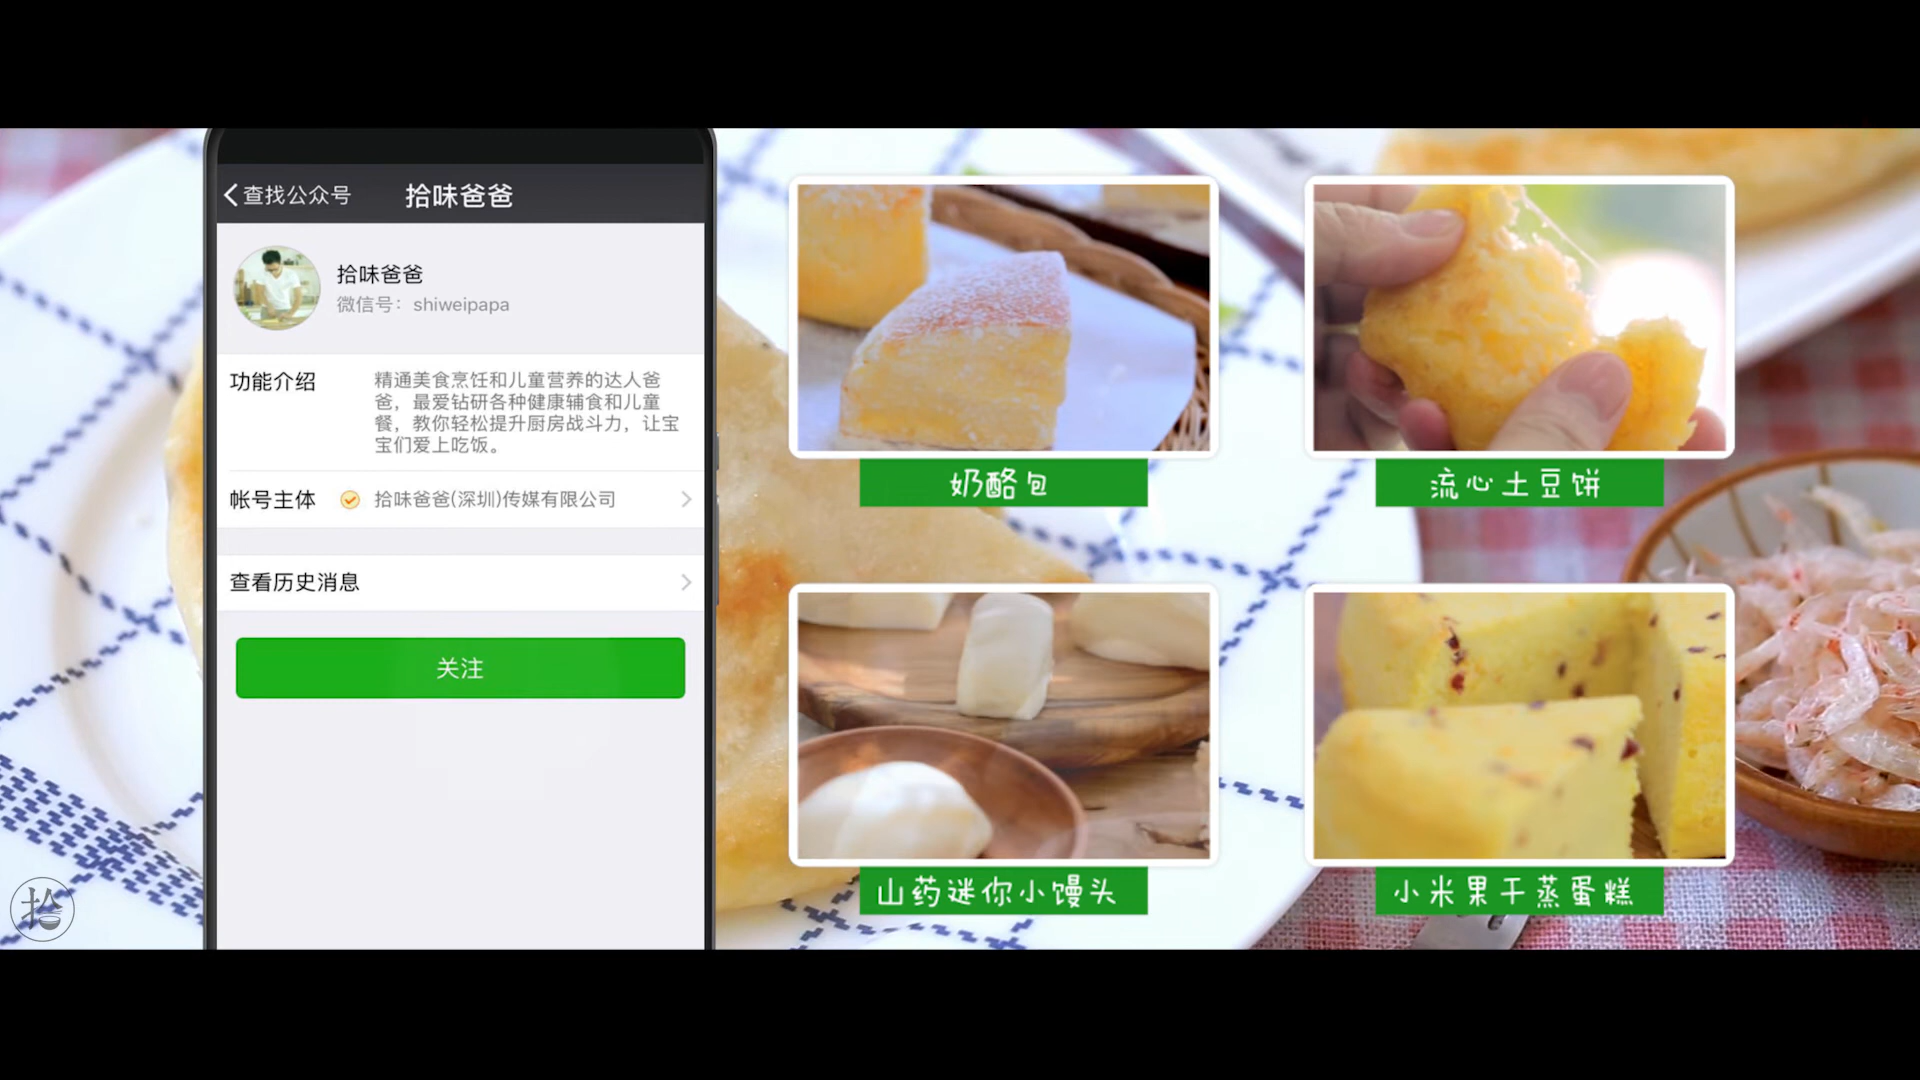 查找公众号
拾味爸爸
拾味爸爸
微信号：shiweipapa
功能介绍
精通美食烹饪和儿童营养的达人爸
爸，最爱钻研各种健康辅食和儿童
餐，教你轻松提升厨房战斗力，让宝
宝们爱上吃饭。
帐号主体
拾味爸爸(深圳)传媒有限公司
查看历史消息
关注
奶酪包
流心土豆饼
山药迷你小馒头
小米果干蒸蛋糕
拾